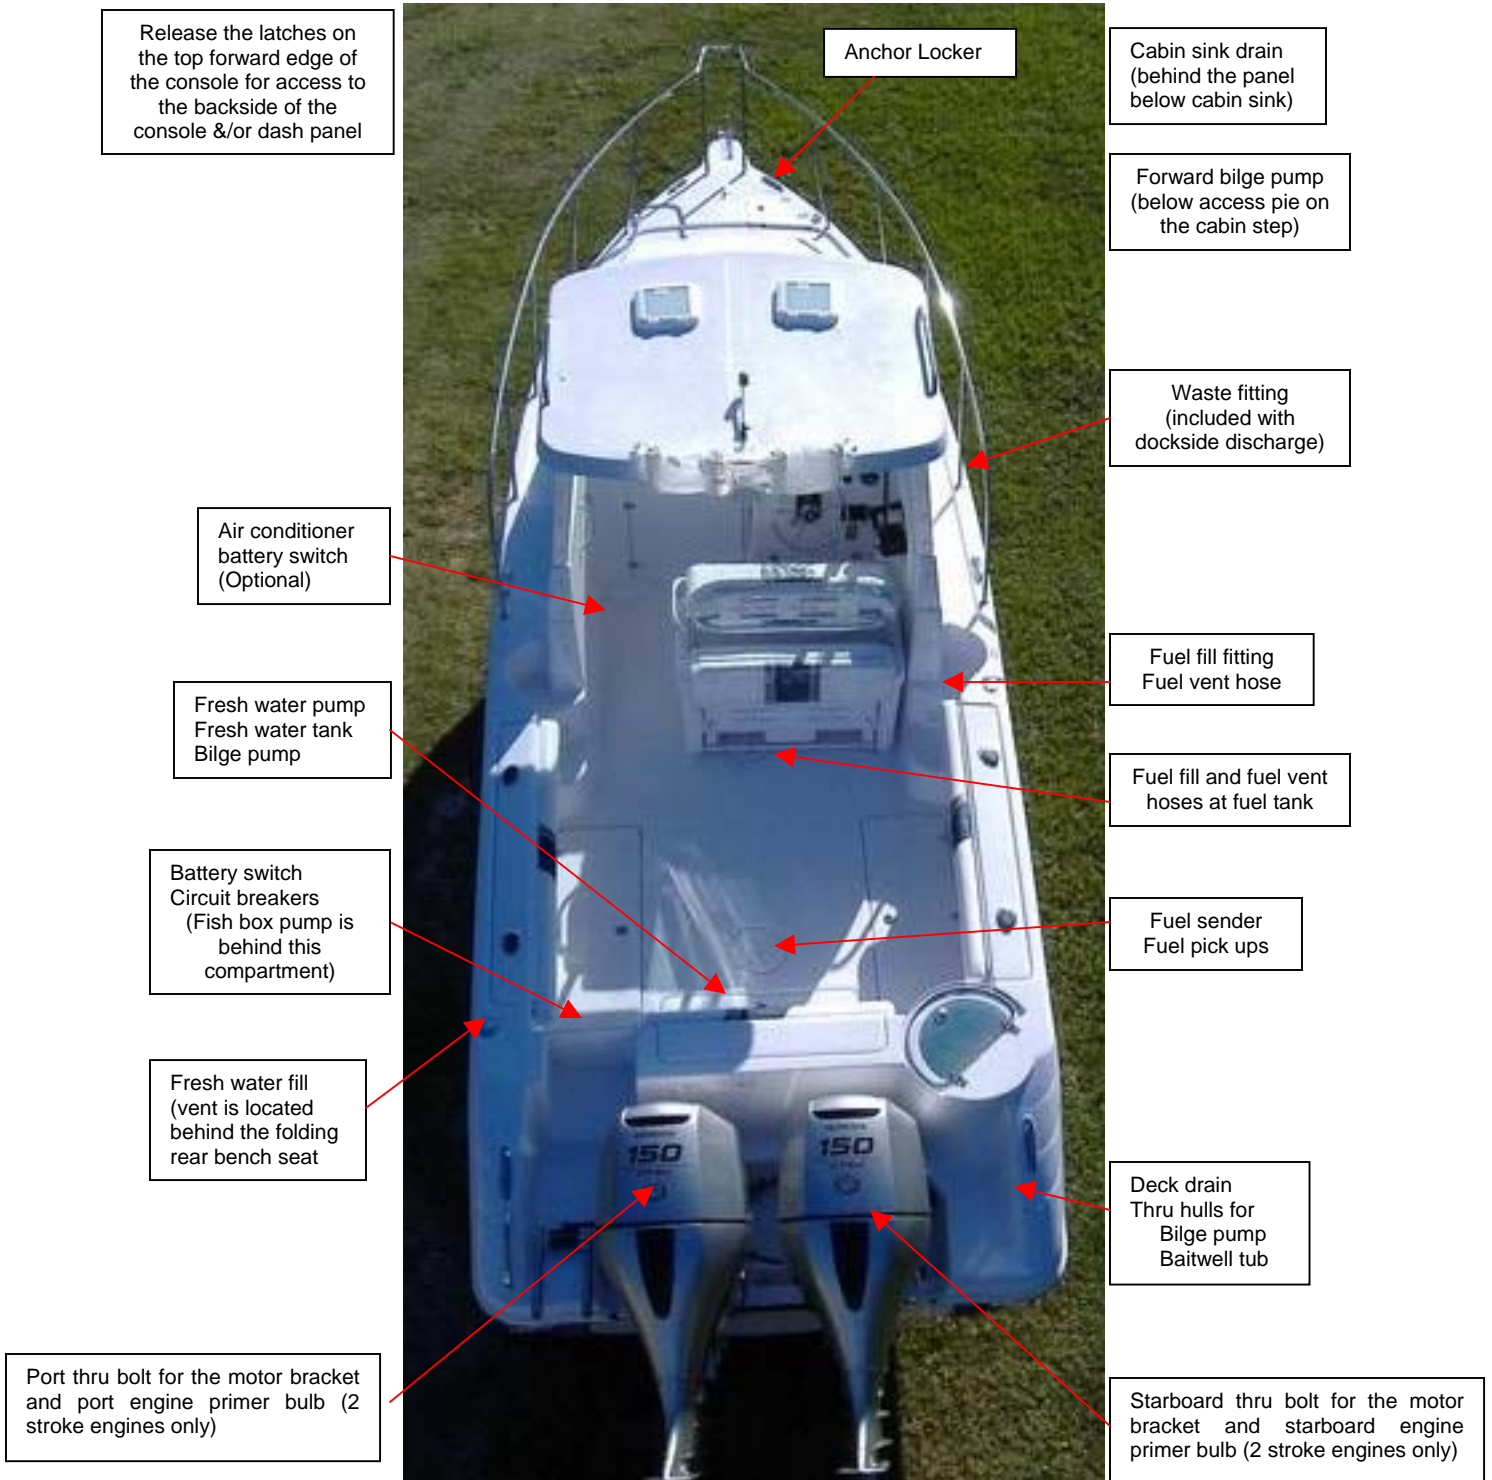 Release the latches on
the top forward edge of
the console for access to
the backside of the
console &/or dash panel
Anchor Locker
Cabin sink drain
(behind the panel
below cabin sink)
Forward bilge pump
(below access pie on
the cabin step)
Waste fitting
(included with
dockside discharge)
Air conditioner
battery switch
(Optional)
Fuel fill fitting
Fuel vent hose
Fresh water pump
Fresh water tank
Bilge pump
Fuel fill and fuel vent
hoses at fuel tank
Battery switch
Circuit breakers
(Fish box pump is
behind this
compartment)
Fuel sender
Fuel pick ups
Fresh water fill
(vent is located
behind the folding
rear bench seat
150
150
Deck drain
Thru hulls for
Bilge pump
Baitwell tub
Port thru bolt for the motor bracket
and port engine primer bulb (2
stroke engines only)
Starboard thru bolt for the motor
bracket and starboard engine
primer bulb (2 stroke engines only)